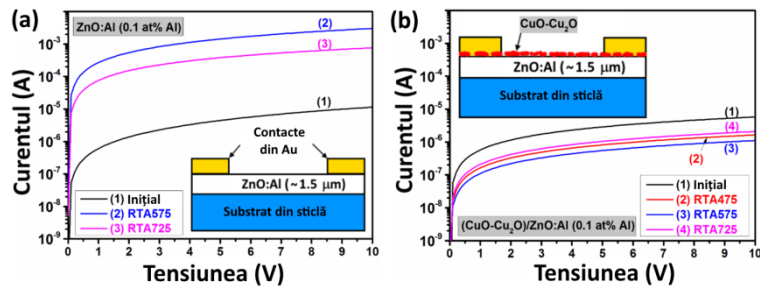 (a)
ZnO:Al (0.1 at% Al)
(2)
(3)
(1)
Curentul (A)
10⁻²
10⁻³
10⁻⁴
10⁻⁵
10⁻⁶
10⁻⁷
10⁻⁸
10⁻⁹
Contacte
din Au
ZnO:Al (~1.5 µm)
Substrat din sticlă
(1) Inițial
(2) RTA575
(3) RTA725
0 1 2 3 4 5 6 7 8 9 10
Tensiunea (V)
(b)
CuO-Cu₂O
ZnO:Al (~1.5 µm)
Substrat din sticlă
Curentul (A)
10⁻²
10⁻³
10⁻⁴
10⁻⁵
10⁻⁶
10⁻⁷
10⁻⁸
10⁻⁹
(1)
(4)
(2)
(3)
(1) Inițial
(2) RTA475
(3) RTA575
(4) RTA725
(CuO-Cu₂O)/ZnO:Al (0.1 at% Al)
0 1 2 3 4 5 6 7 8 9 10
Tensiunea (V)